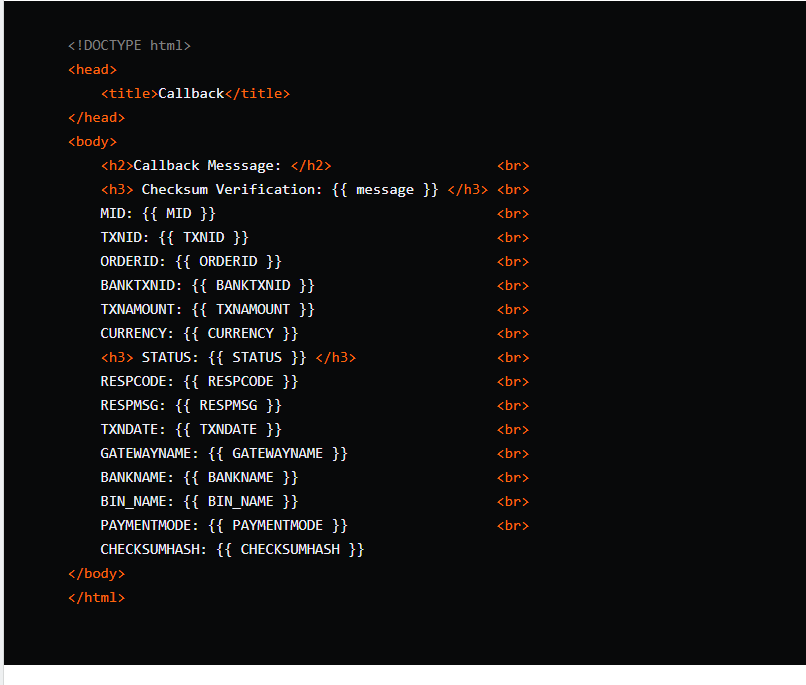 <!DOCTYPE html>
<head>
<title>Callback</title>
</head>
<body>
<h2>Callback Messsage: </h2> <br>
<h3> Checksum Verification: {{ message }} </h3> <br>
MID: {{ MID }} <br>
TXNID: {{ TXNID }} <br>
ORDERID: {{ ORDERID }} <br>
BANKTXNID: {{ BANKTXNID }} <br>
TXNAMOUNT: {{ TXNAMOUNT }} <br>
CURRENCY: {{ CURRENCY }} <br>
<h3> STATUS: {{ STATUS }} </h3> <br>
RESPCODE: {{ RESPCODE }} <br>
RESPMSG: {{ RESPMSG }} <br>
TXNDATE: {{ TXNDATE }} <br>
GATEWAYNAME: {{ GATEWAYNAME }} <br>
BANKNAME: {{ BANKNAME }} <br>
BIN_NAME: {{ BIN_NAME }} <br>
PAYMENTMODE: {{ PAYMENTMODE }} <br>
CHECKSUMHASH: {{ CHECKSUMHASH }}
</body>
</html>